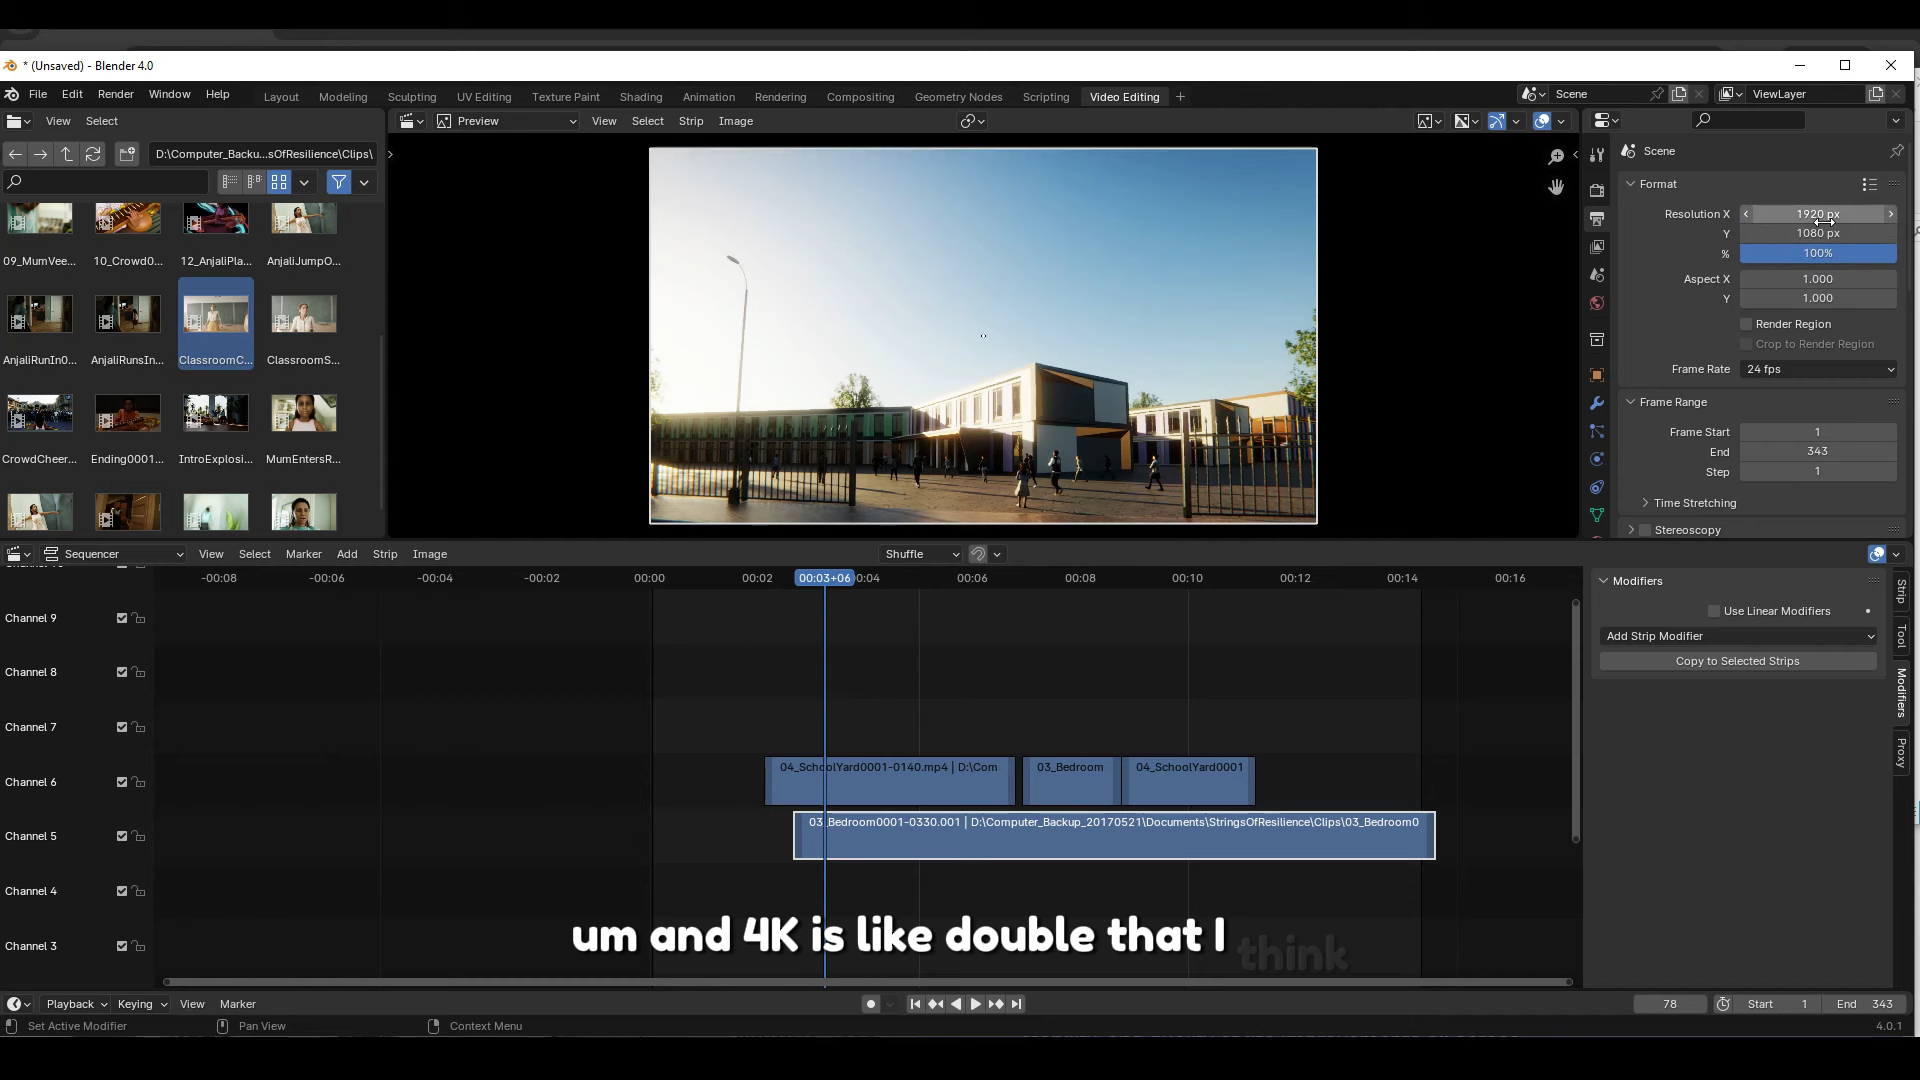 * (Unsaved) - Blender 4.0
File Edit Render Window Help
Layout Modeling Sculpting UV Editing Texture Paint Shading Animation Rendering Compositing Geometry Nodes Scripting Video Editing
Scene
ViewLayer
View Select
Preview
View Select Strip Image
D:\Computer_Backu...sOfResilience\Clips\
09_MumVee... 10_Crowd0... 12_AnjaliPla... AnjaliJumpO...
AnjaliRunIn0... AnjaliRunsIn... ClassroomC... ClassroomS...
CrowdCheer... Ending0001... IntroExplosi... MumEntersR...
Scene
Format
Resolution X 1920 px
Y 1080 px
% 100%
Aspect X 1.000
Y 1.000
Render Region
Crop to Render Region
Frame Rate 24 fps
Frame Range
Frame Start 1
End 343
Step 1
Time Stretching
Stereoscopy
Sequencer View Select Marker Add Strip Image
Shuffle
-00:08 -00:06 -00:04 -00:02 00:00 00:02 00:03+06 00:04 00:06 00:08 00:10 00:12 00:14 00:16
Channel 9
Channel 8
Channel 7
Channel 6
Channel 5
Channel 4
Channel 3
04_SchoolYard0001-0140.mp4 | D:\Com
03_Bedroom
04_SchoolYard0001
03_Bedroom0001-0330.001 | D:\Computer_Backup_20170521\Documents\StringsOfResilience\Clips\03_Bedroom0
Modifiers
Use Linear Modifiers
Add Strip Modifier
Copy to Selected Strips
Strip
Tool
Modifiers
Proxy
um and 4K is like double that I think
Playback Keying View Marker
78 Start 1 End 343
Set Active Modifier Pan View Context Menu
4.0.1